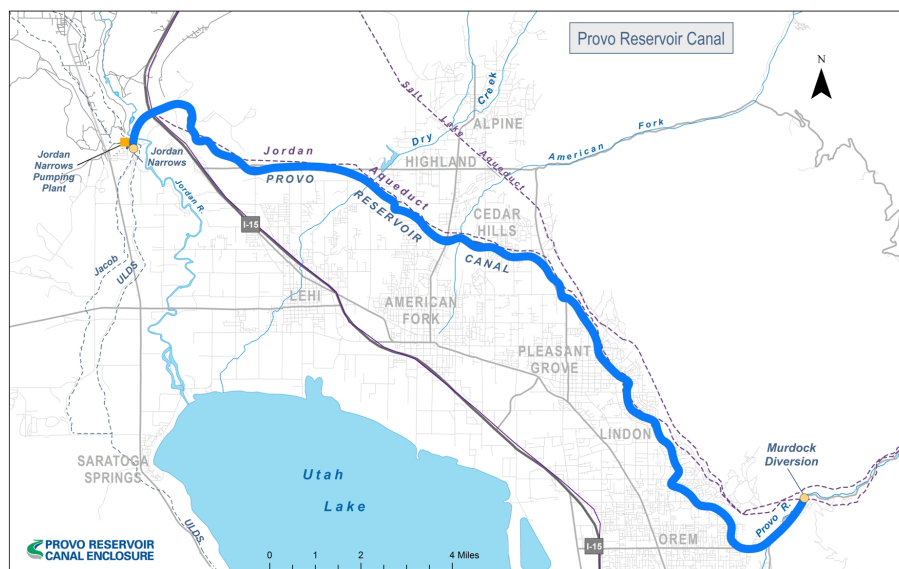 Provo Reservoir Canal
N
Salt Lake Aqueduct
Dry Creek
ALPINE
American Fork
Jordan
Narrows
Pumping
Plant
Jordan
Narrows
Jordan Aqueduct
HIGHLAND
PROVO RESERVOIR CANAL
Jordan R.
CEDAR
HILLS
I-15
Jacob
ULDS
LEHI
AMERICAN
FORK
PLEASANT
GROVE
LINDON
Murdock
Diversion
SARATOGA
SPRINGS
Utah
Lake
Provo R.
ULDS
OREM
I-15
PROVO RESERVOIR
CANAL ENCLOSURE
0 1 2 4 Miles